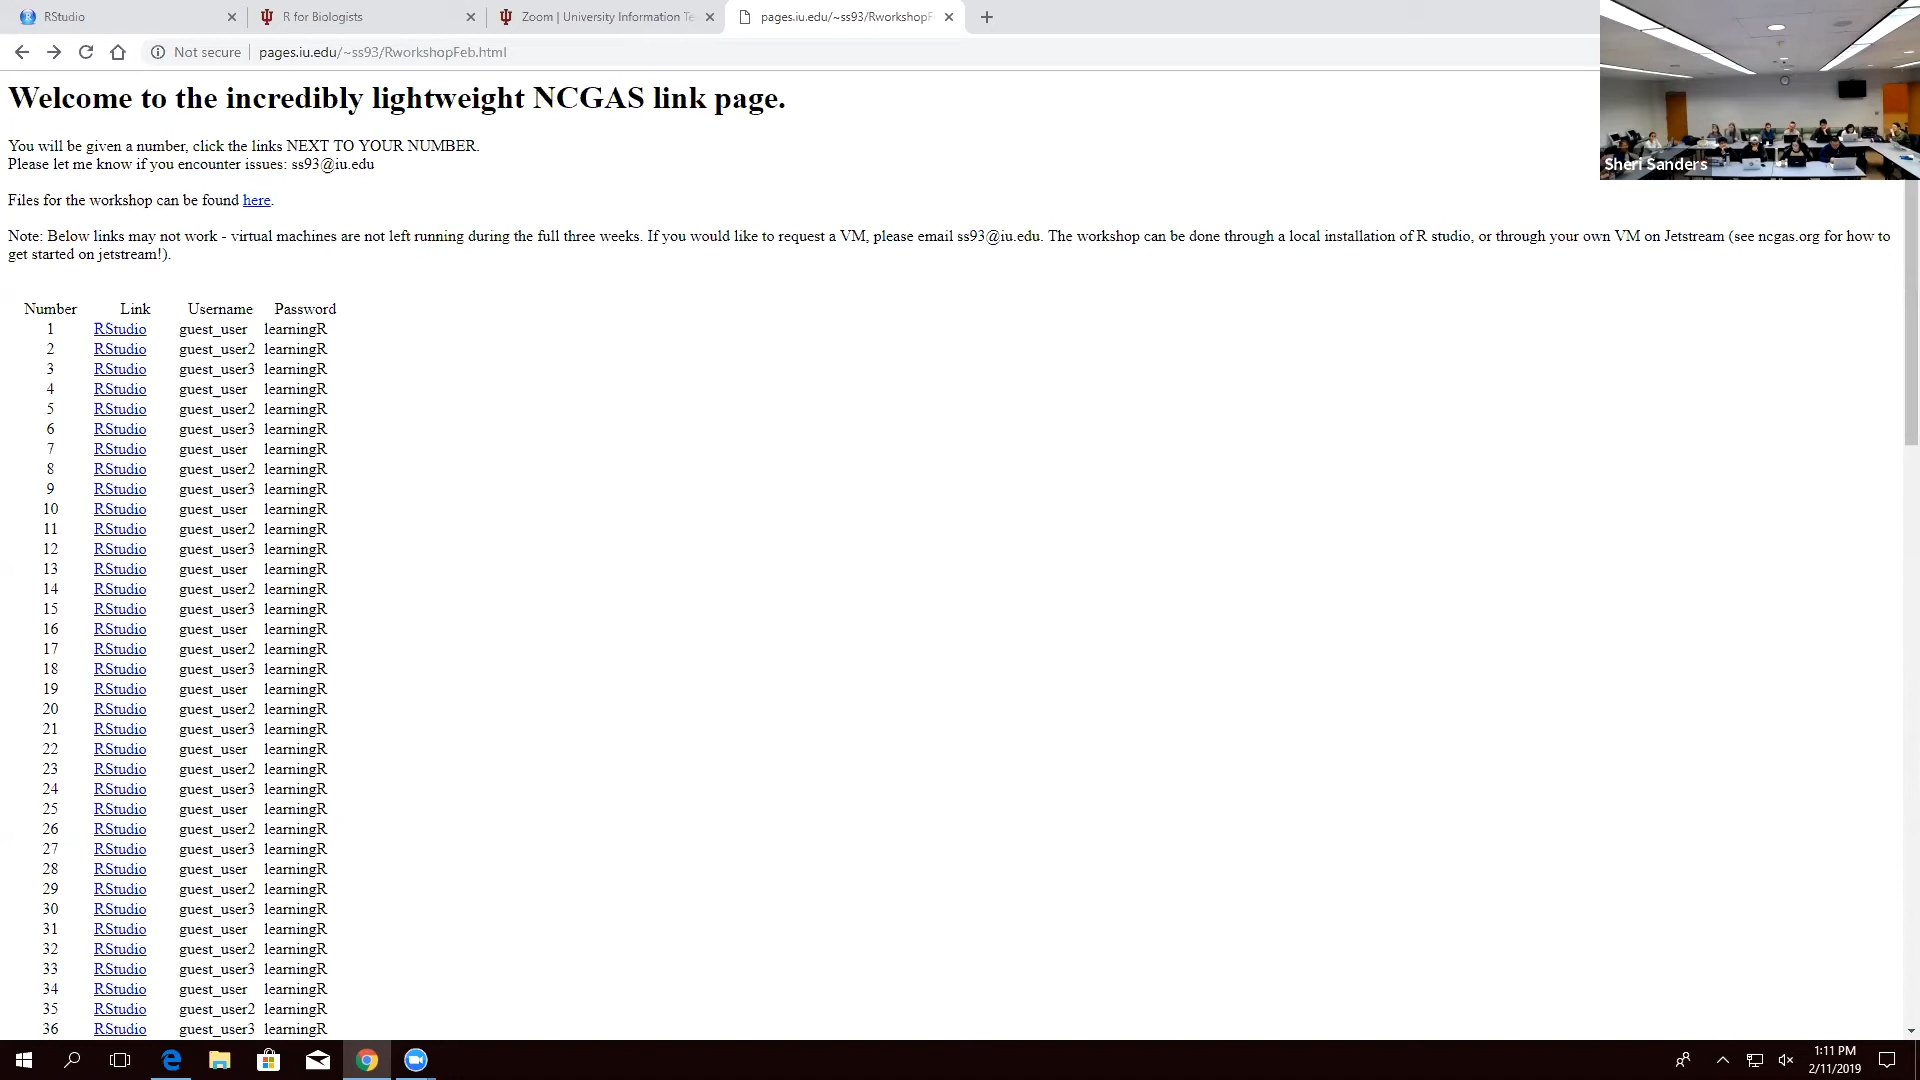 RStudio
R for Biologists
Zoom | University Information Te
pages.iu.edu/~ss93/RworkshopF
Not secure
pages.iu.edu/~ss93/RworkshopFeb.html
Sheri Sanders
Welcome to the incredibly lightweight NCGAS link page.
You will be given a number, click the links NEXT TO YOUR NUMBER.
Please let me know if you encounter issues: ss93@iu.edu
Files for the workshop can be found here.
Note: Below links may not work - virtual machines are not left running during the full three weeks. If you would like to request a VM, please email ss93@iu.edu. The workshop can be done through a local installation of R studio, or through your own VM on Jetstream (see ncgas.org for how to
get started on jetstream!).
Number Link Username Password
1 RStudio guest_user learningR
2 RStudio guest_user2 learningR
3 RStudio guest_user3 learningR
4 RStudio guest_user learningR
5 RStudio guest_user2 learningR
6 RStudio guest_user3 learningR
7 RStudio guest_user learningR
8 RStudio guest_user2 learningR
9 RStudio guest_user3 learningR
10 RStudio guest_user learningR
11 RStudio guest_user2 learningR
12 RStudio guest_user3 learningR
13 RStudio guest_user learningR
14 RStudio guest_user2 learningR
15 RStudio guest_user3 learningR
16 RStudio guest_user learningR
17 RStudio guest_user2 learningR
18 RStudio guest_user3 learningR
19 RStudio guest_user learningR
20 RStudio guest_user2 learningR
21 RStudio guest_user3 learningR
22 RStudio guest_user learningR
23 RStudio guest_user2 learningR
24 RStudio guest_user3 learningR
25 RStudio guest_user learningR
26 RStudio guest_user2 learningR
27 RStudio guest_user3 learningR
28 RStudio guest_user learningR
29 RStudio guest_user2 learningR
30 RStudio guest_user3 learningR
31 RStudio guest_user learningR
32 RStudio guest_user2 learningR
33 RStudio guest_user3 learningR
34 RStudio guest_user learningR
35 RStudio guest_user2 learningR
36 RStudio guest_user3 learningR
1:11 PM
2/11/2019